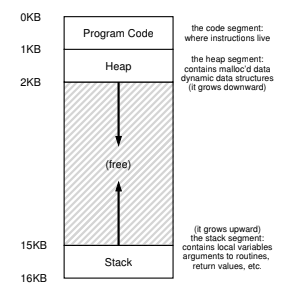 0KB
Program Code
the code segment:
where instructions live
1KB
Heap
the heap segment:
contains malloc'd data
dynamic data structures
(it grows downward)
2KB
(free)
(it grows upward)
the stack segment:
contains local variables
arguments to routines,
return values, etc.
15KB
Stack
16KB